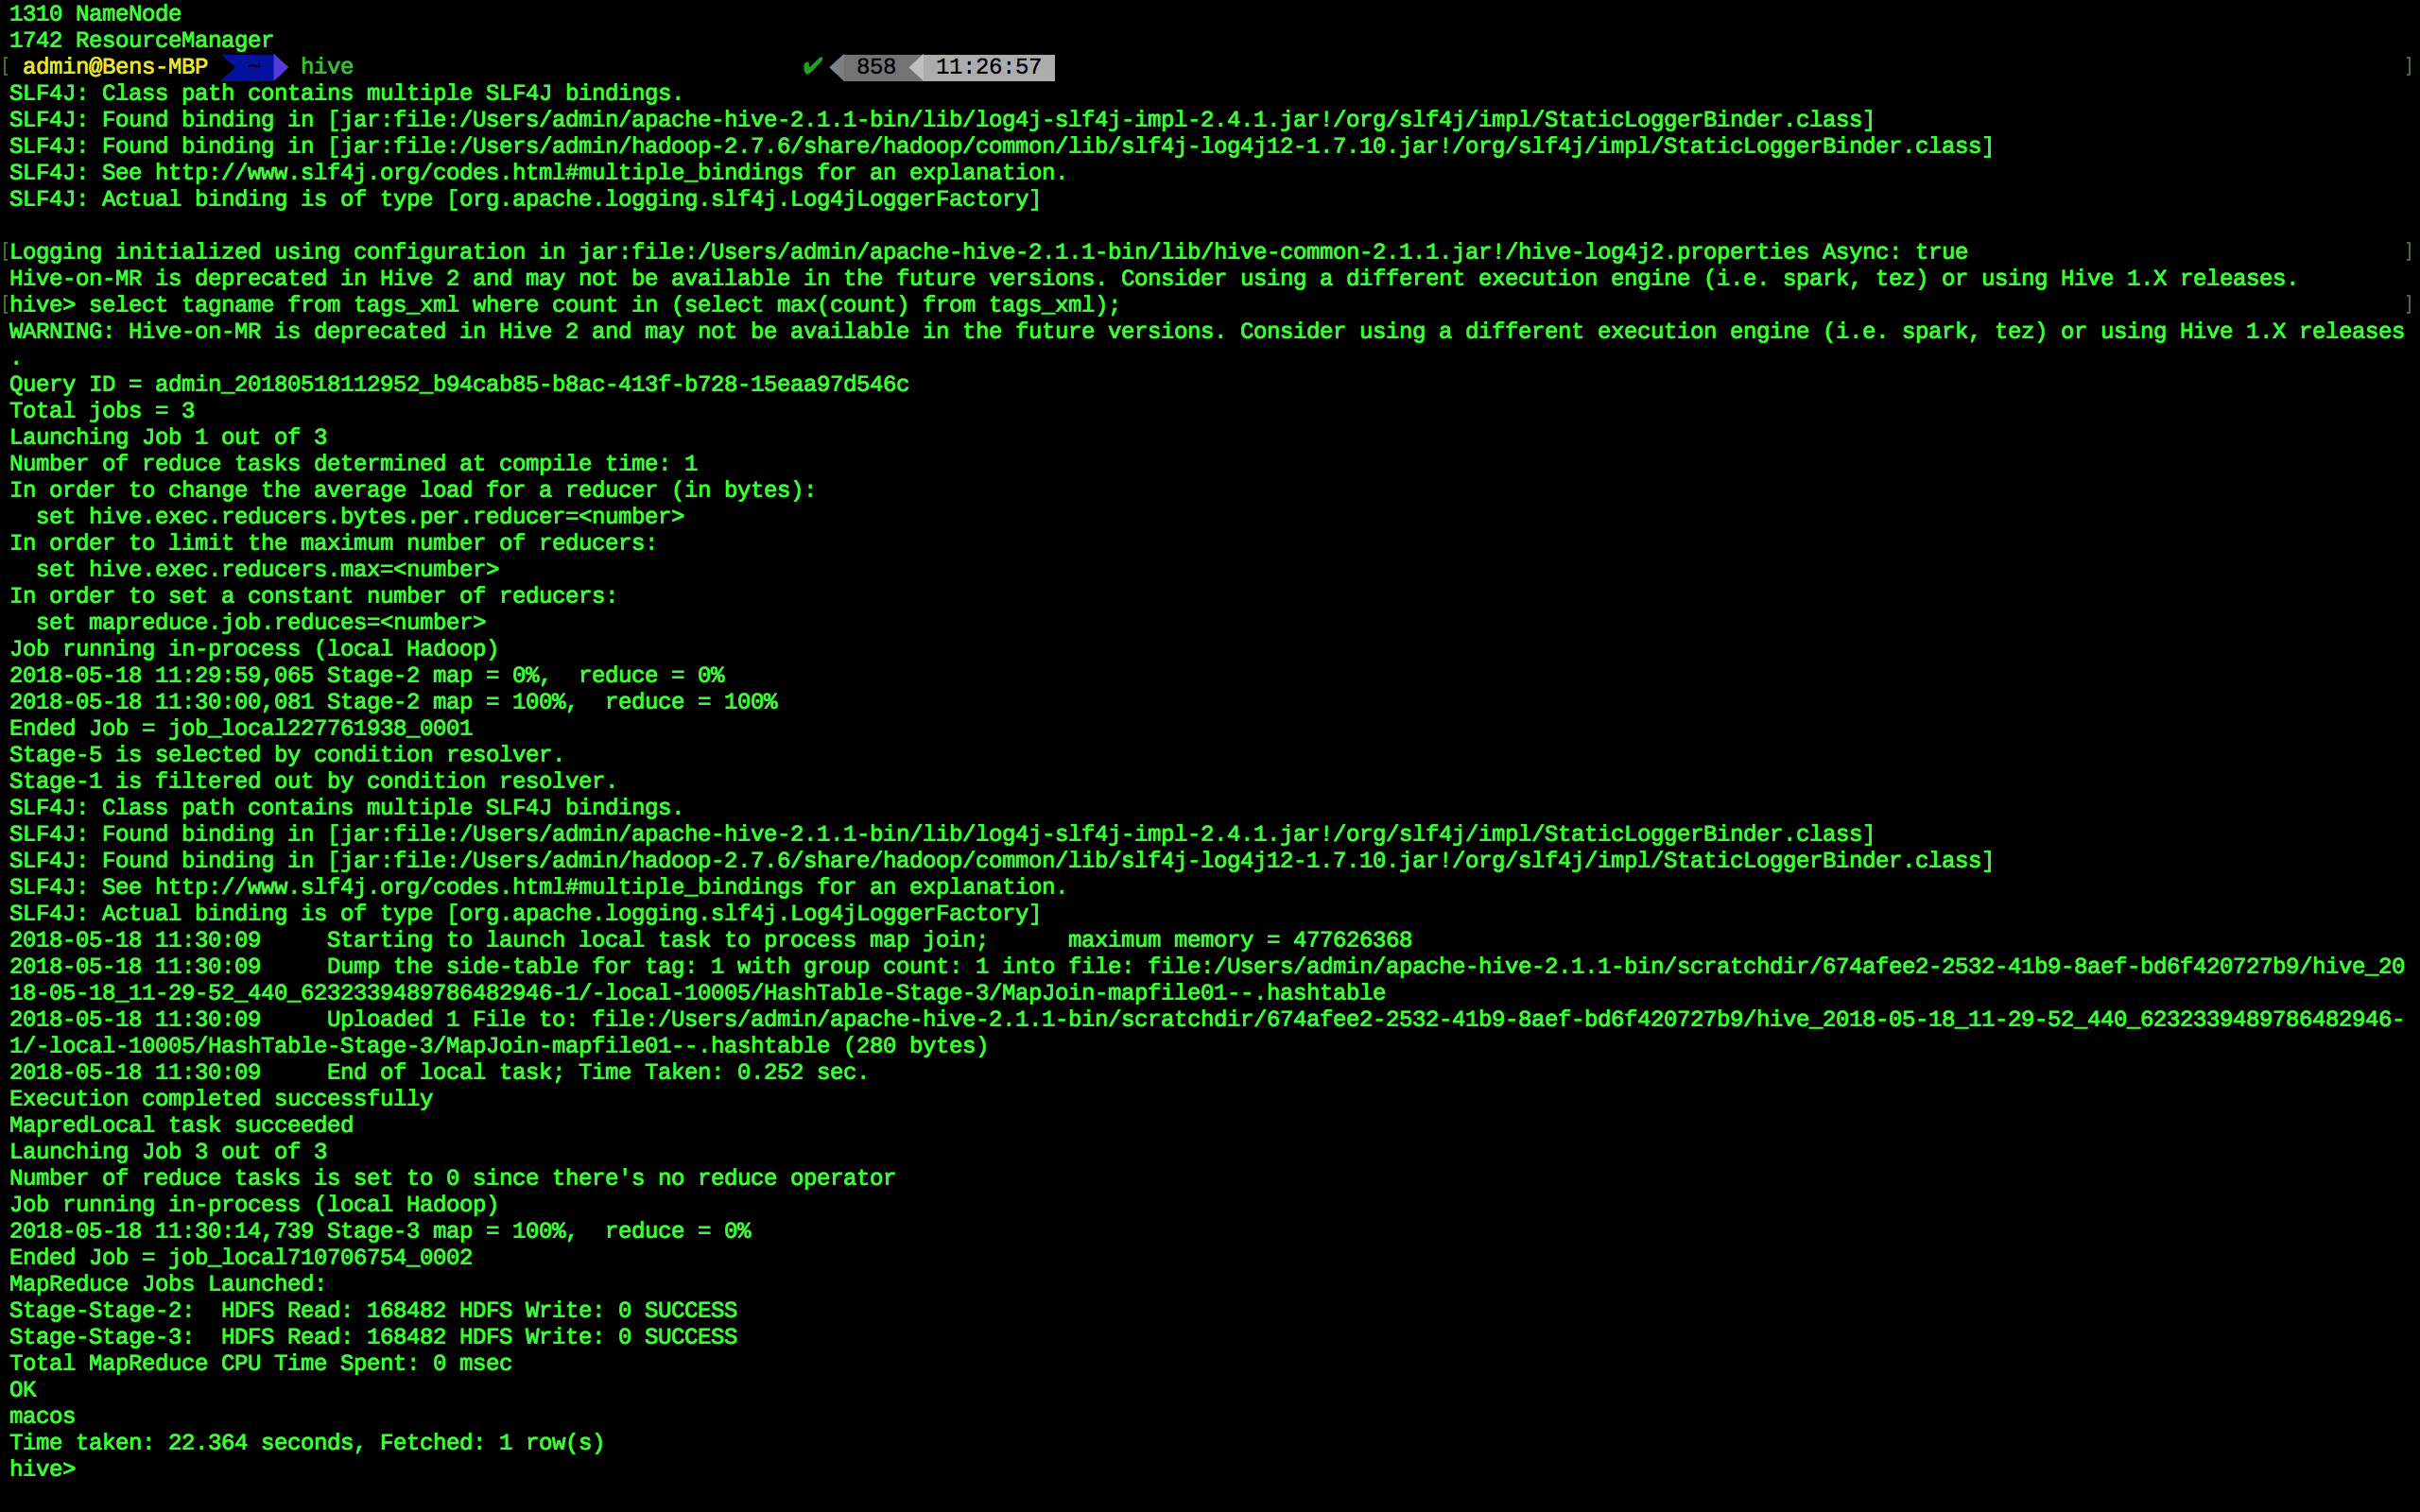 1310 NameNode
1742 ResourceManager
[ admin@Bens-MBP ~ hive ✔ 858 11:26:57 ]
SLF4J: Class path contains multiple SLF4J bindings.
SLF4J: Found binding in [jar:file:/Users/admin/apache-hive-2.1.1-bin/lib/log4j-slf4j-impl-2.4.1.jar!/org/slf4j/impl/StaticLoggerBinder.class]
SLF4J: Found binding in [jar:file:/Users/admin/hadoop-2.7.6/share/hadoop/common/lib/slf4j-log4j12-1.7.10.jar!/org/slf4j/impl/StaticLoggerBinder.class]
SLF4J: See http://www.slf4j.org/codes.html#multiple_bindings for an explanation.
SLF4J: Actual binding is of type [org.apache.logging.slf4j.Log4jLoggerFactory]
[Logging initialized using configuration in jar:file:/Users/admin/apache-hive-2.1.1-bin/lib/hive-common-2.1.1.jar!/hive-log4j2.properties Async: true ]
Hive-on-MR is deprecated in Hive 2 and may not be available in the future versions. Consider using a different execution engine (i.e. spark, tez) or using Hive 1.X releases.
[hive> select tagname from tags_xml where count in (select max(count) from tags_xml); ]
WARNING: Hive-on-MR is deprecated in Hive 2 and may not be available in the future versions. Consider using a different execution engine (i.e. spark, tez) or using Hive 1.X releases
.
Query ID = admin_20180518112952_b94cab85-b8ac-413f-b728-15eaa97d546c
Total jobs = 3
Launching Job 1 out of 3
Number of reduce tasks determined at compile time: 1
In order to change the average load for a reducer (in bytes):
  set hive.exec.reducers.bytes.per.reducer=<number>
In order to limit the maximum number of reducers:
  set hive.exec.reducers.max=<number>
In order to set a constant number of reducers:
  set mapreduce.job.reduces=<number>
Job running in-process (local Hadoop)
2018-05-18 11:29:59,065 Stage-2 map = 0%,  reduce = 0%
2018-05-18 11:30:00,081 Stage-2 map = 100%,  reduce = 100%
Ended Job = job_local227761938_0001
Stage-5 is selected by condition resolver.
Stage-1 is filtered out by condition resolver.
SLF4J: Class path contains multiple SLF4J bindings.
SLF4J: Found binding in [jar:file:/Users/admin/apache-hive-2.1.1-bin/lib/log4j-slf4j-impl-2.4.1.jar!/org/slf4j/impl/StaticLoggerBinder.class]
SLF4J: Found binding in [jar:file:/Users/admin/hadoop-2.7.6/share/hadoop/common/lib/slf4j-log4j12-1.7.10.jar!/org/slf4j/impl/StaticLoggerBinder.class]
SLF4J: See http://www.slf4j.org/codes.html#multiple_bindings for an explanation.
SLF4J: Actual binding is of type [org.apache.logging.slf4j.Log4jLoggerFactory]
2018-05-18 11:30:09     Starting to launch local task to process map join;      maximum memory = 477626368
2018-05-18 11:30:09     Dump the side-table for tag: 1 with group count: 1 into file: file:/Users/admin/apache-hive-2.1.1-bin/scratchdir/674afee2-2532-41b9-8aef-bd6f420727b9/hive_20
18-05-18_11-29-52_440_6232339489786482946-1/-local-10005/HashTable-Stage-3/MapJoin-mapfile01--.hashtable
2018-05-18 11:30:09     Uploaded 1 File to: file:/Users/admin/apache-hive-2.1.1-bin/scratchdir/674afee2-2532-41b9-8aef-bd6f420727b9/hive_2018-05-18_11-29-52_440_6232339489786482946-
1/-local-10005/HashTable-Stage-3/MapJoin-mapfile01--.hashtable (280 bytes)
2018-05-18 11:30:09     End of local task; Time Taken: 0.252 sec.
Execution completed successfully
MapredLocal task succeeded
Launching Job 3 out of 3
Number of reduce tasks is set to 0 since there's no reduce operator
Job running in-process (local Hadoop)
2018-05-18 11:30:14,739 Stage-3 map = 100%,  reduce = 0%
Ended Job = job_local710706754_0002
MapReduce Jobs Launched:
Stage-Stage-2:  HDFS Read: 168482 HDFS Write: 0 SUCCESS
Stage-Stage-3:  HDFS Read: 168482 HDFS Write: 0 SUCCESS
Total MapReduce CPU Time Spent: 0 msec
OK
macos
Time taken: 22.364 seconds, Fetched: 1 row(s)
hive>